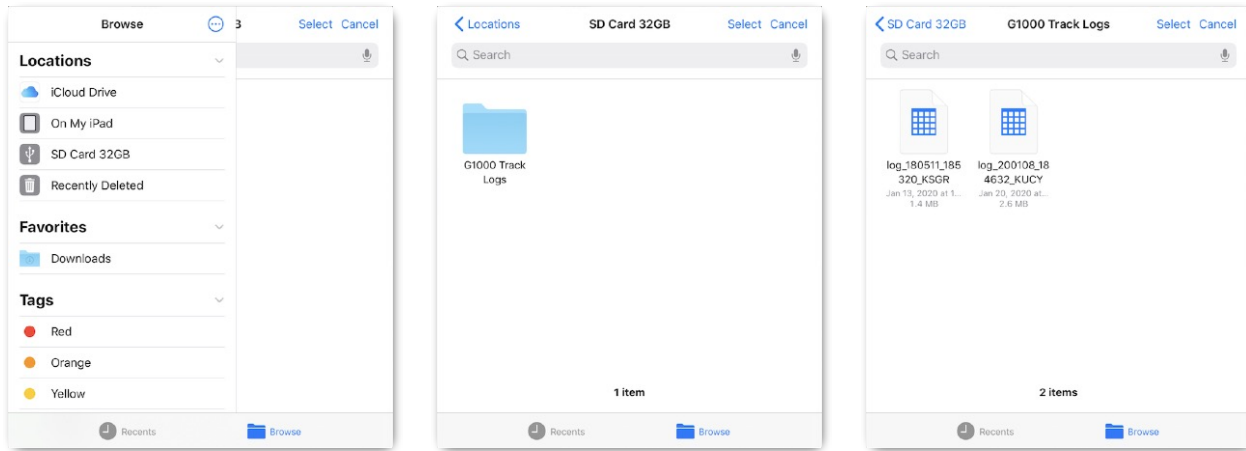 Browse
B
Select Cancel
Locations
iCloud Drive
On My iPad
SD Card 32GB
Recently Deleted
Favorites
Downloads
Tags
Red
Orange
Yellow
Recents
Browse
Locations
SD Card 32GB
Select Cancel
Search
G1000 Track
Logs
1 item
Recents
Browse
SD Card 32GB
G1000 Track Logs
Select Cancel
Search
log_180511_185
320_KSGR
Jan 13, 2020 at 1...
1.4 MB
log_200108_18
4632_KUCY
Jan 20, 2020 at...
2.6 MB
2 items
Recents
Browse